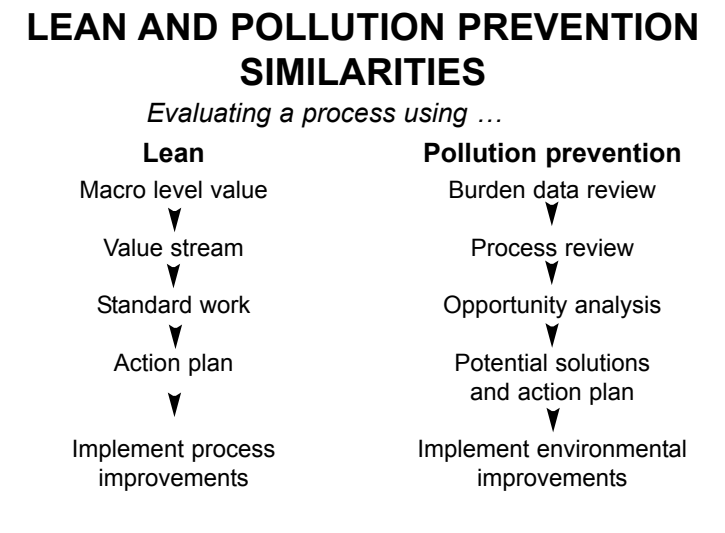 LEAN AND POLLUTION PREVENTION
SIMILARITIES
Evaluating a process using …
Lean
Macro level value
Value stream
Standard work
Action plan
Implement process
improvements
Pollution prevention
Burden data review
Process review
Opportunity analysis
Potential solutions
and action plan
Implement environmental
improvements